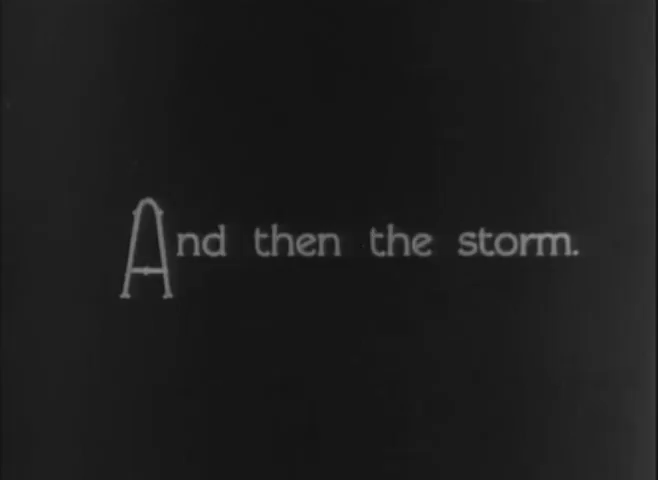 And then the storm.